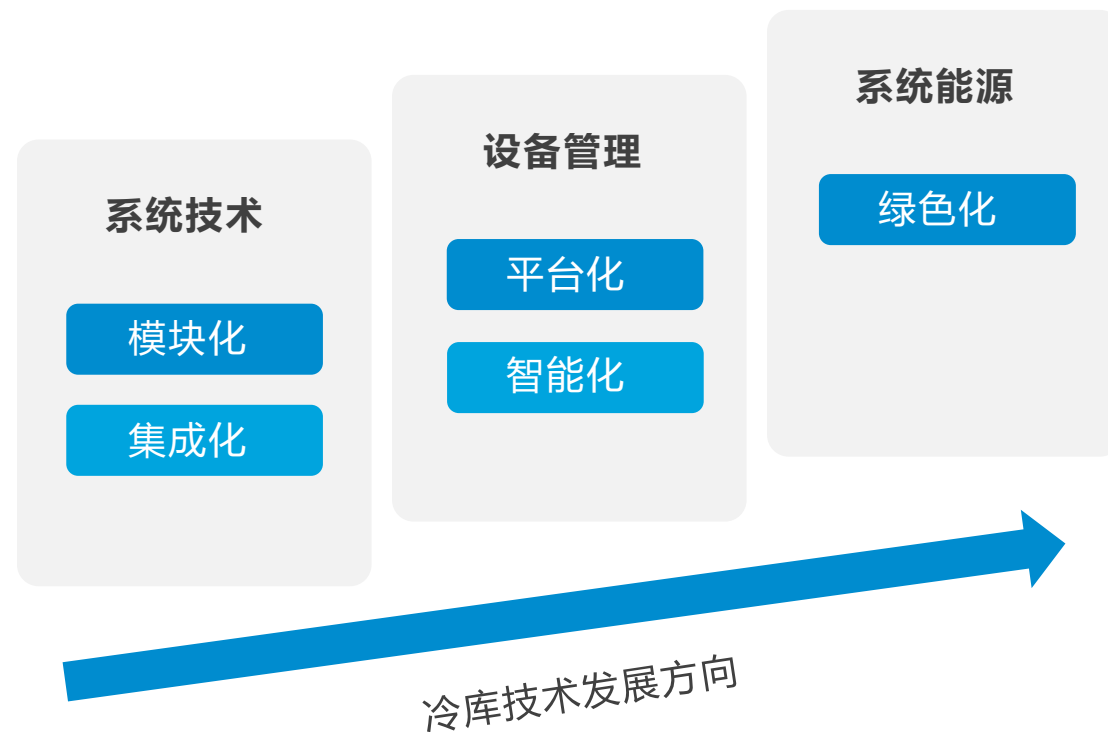 系统技术
模块化
集成化
设备管理
平台化
智能化
系统能源
绿色化
冷库技术发展方向